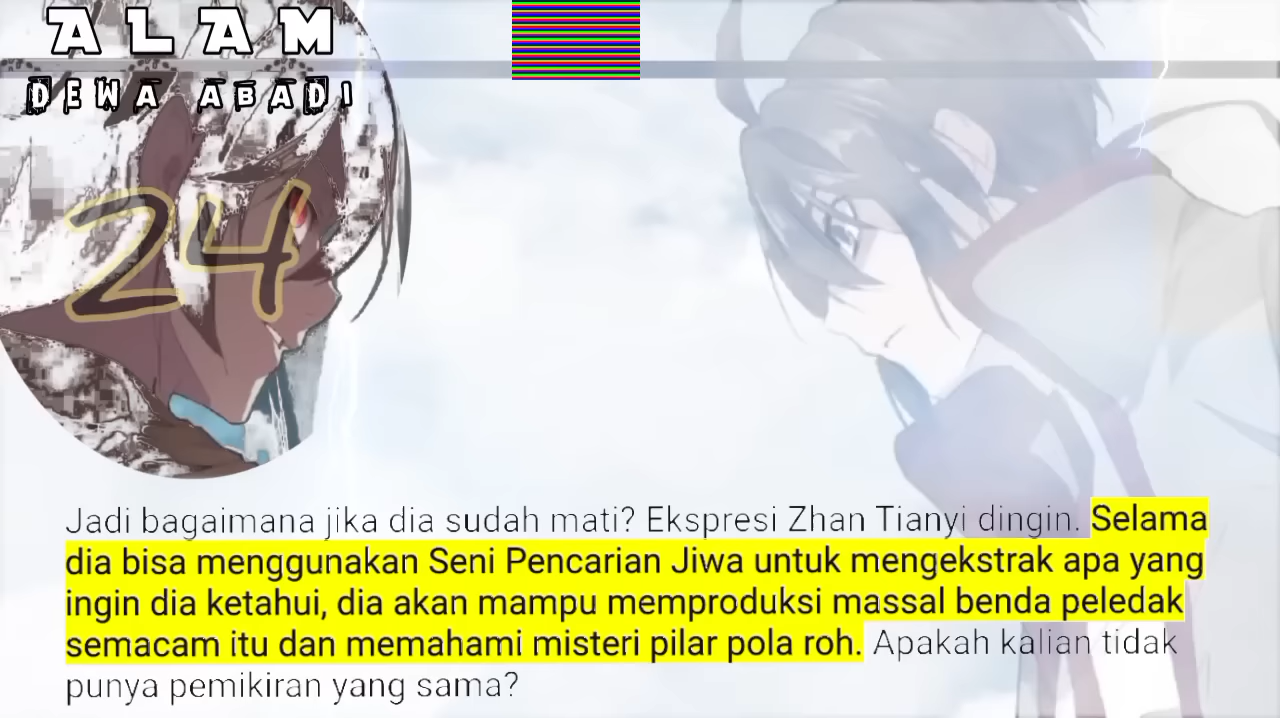 ALAM
DEWA ABADI
24
Jadi bagaimana jika dia sudah mati? Ekspresi Zhan Tianyi dingin. Selama
dia bisa menggunakan Seni Pencarian Jiwa untuk mengekstrak apa yang
ingin dia ketahui, dia akan mampu memproduksi massal benda peledak
semacam itu dan memahami misteri pilar pola roh. Apakah kalian tidak
punya pemikiran yang sama?